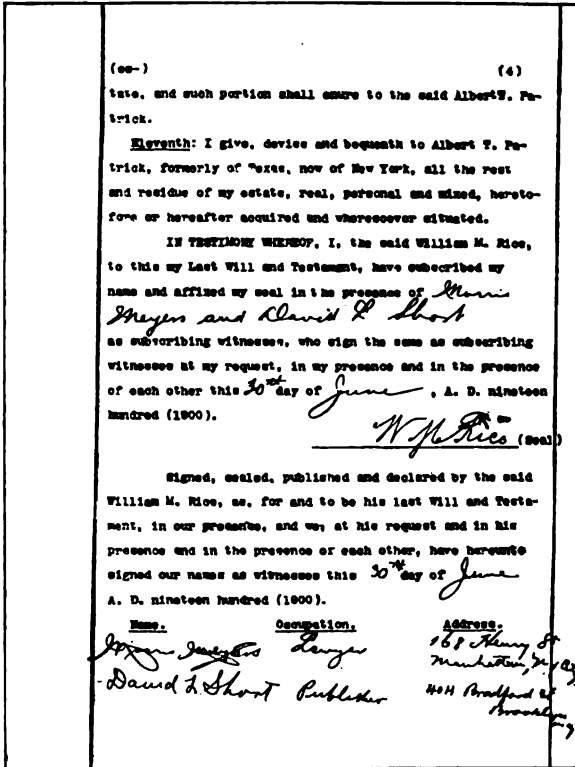 (es-) (4)
tate, and such portion shall enure to the said Albert T. Pa-
trick.
Eleventh: I give, devise and bequeath to Albert T. Pa-
trick, formerly of Texas, now of New York, all the rest
and residue of my estate, real, personal and mixed, hereto-
fore or hereafter acquired and wheresoever situated.
IN TESTIMONY WHEREOF, I, the said William M. Rice,
to this my Last Will and Testament, have subscribed my
name and affixed my seal in the presence of Morris
Meyers and David L Short
as subscribing witnesses, who sign the same as subscribing
witnesses at my request, in my presence and in the presence
of each other this 30th day of June, A. D. nineteen
hundred (1900).
W M Rice (Seal)
Signed, sealed, published and declared by the said
William M. Rice, as, for and to be his last Will and Testa-
ment, in our presence, and we, at his request and in his
presence and in the presence of each other, have hereunto
signed our names as witnesses this 30th day of June
A. D. nineteen hundred (1900).
Name. Occupation. Address.
Meyers Lawyer 168 Henry St
Manhattan, N.Y.
David L. Short Publisher 404 Bradford St
Brooklyn
N.Y.